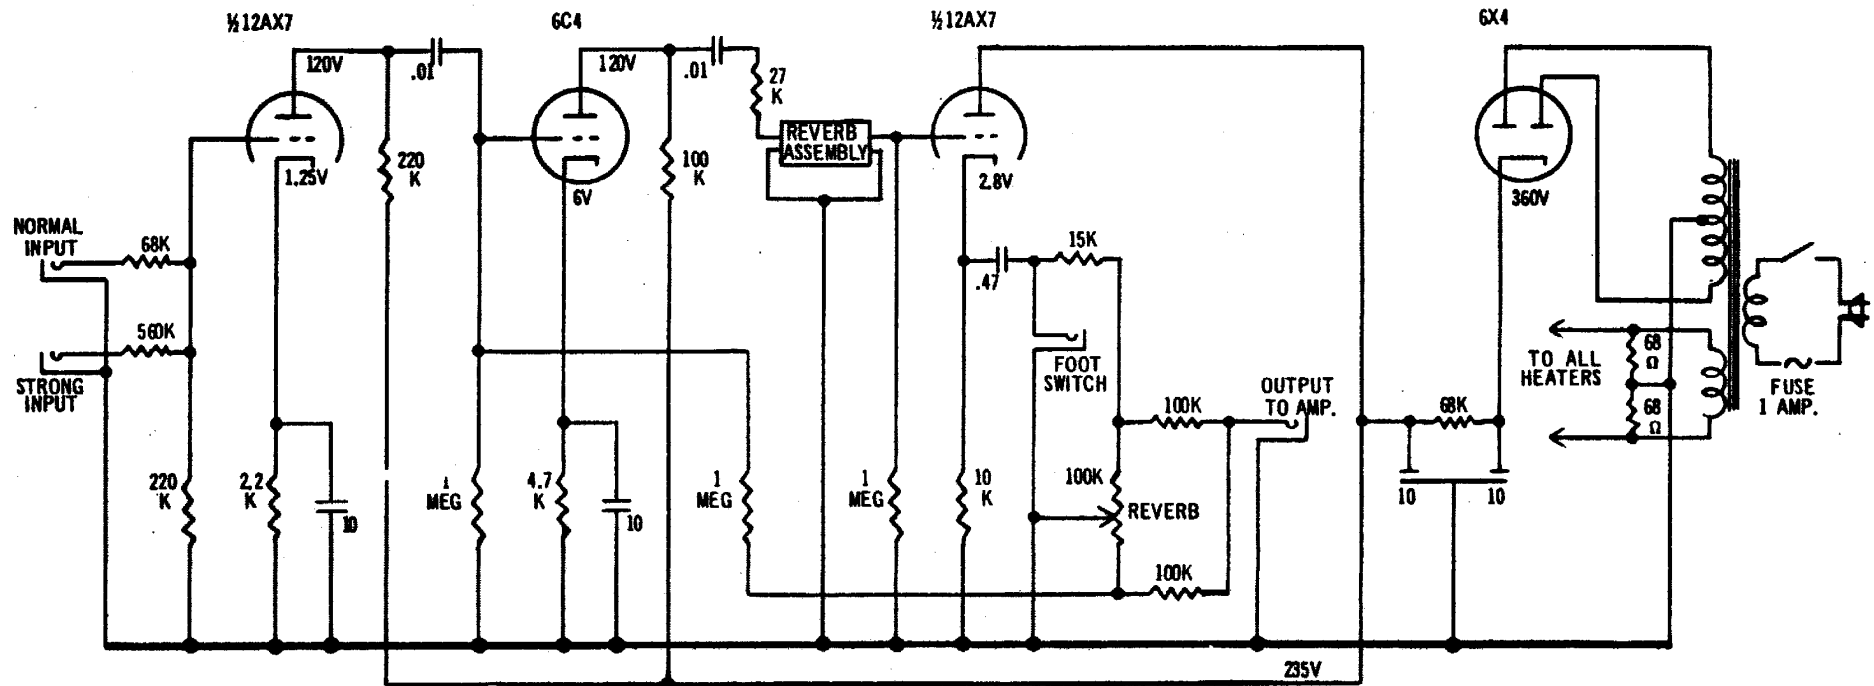 ½12AX7
6C4
½12AX7
6X4
120V
.01
120V
.01
27
K
REVERB
ASSEMBLY
220
K
100
K
1.25V
6V
2.8V
360V
NORMAL
INPUT
68K
15K
.47
560K
STRONG
INPUT
FOOT
SWITCH
OUTPUT
TO AMP.
TO ALL
HEATERS
68
Ω
68
Ω
FUSE
1 AMP.
100K
68K
220
K
2.2
K
10
1
MEG
4.7
K
10
1
MEG
1
MEG
10
K
100K
REVERB
10
10
100K
235V